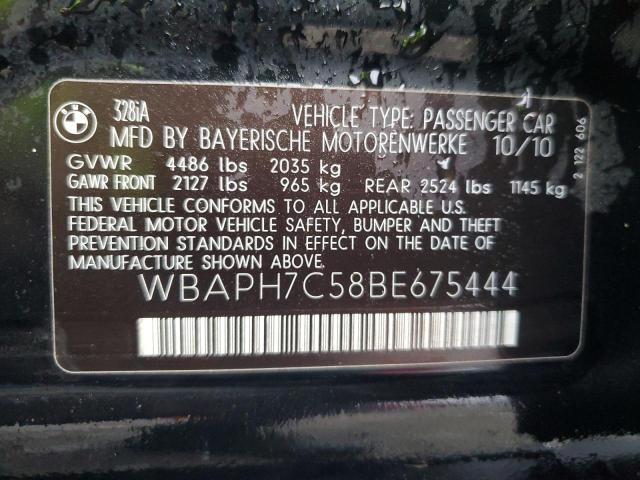 BMW
328iA
VEHICLE TYPE: PASSENGER CAR
MFD BY BAYERISCHE MOTORENWERKE 10/10
GVWR 4486 lbs 2035 kg
GAWR FRONT 2127 lbs 965 kg REAR 2524 lbs 1145 kg
THIS VEHICLE CONFORMS TO ALL APPLICABLE U.S.
FEDERAL MOTOR VEHICLE SAFETY, BUMPER AND THEFT
PREVENTION STANDARDS IN EFFECT ON THE DATE OF
MANUFACTURE SHOWN ABOVE.
WBAPH7C58BE675444
2 122 606